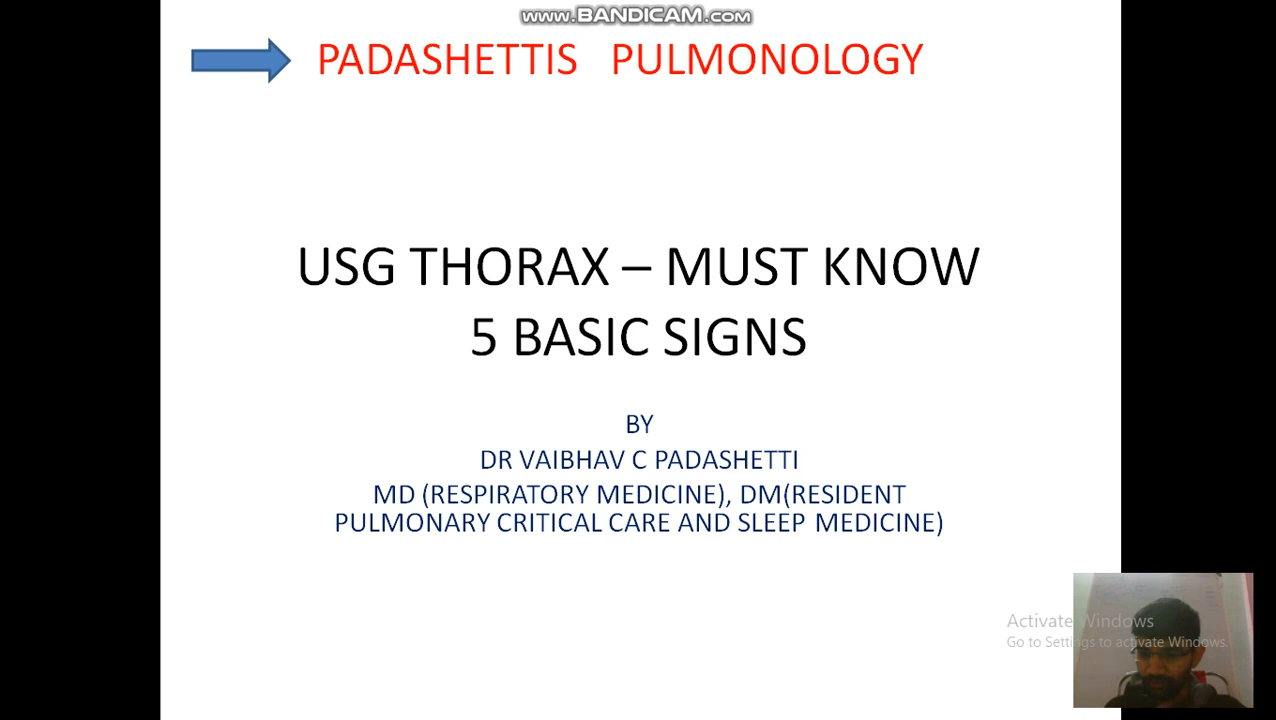 www.BANDICAM.com
PADASHETTIS PULMONOLOGY
USG THORAX – MUST KNOW
5 BASIC SIGNS
BY
DR VAIBHAV C PADASHETTI
MD (RESPIRATORY MEDICINE), DM(RESIDENT
PULMONARY CRITICAL CARE AND SLEEP MEDICINE)
Activate Windows
Go to Settings to activate Windows.